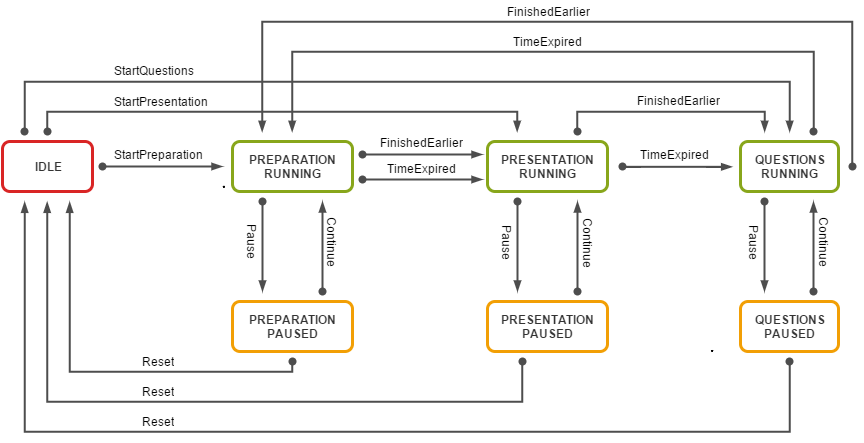 FinishedEarlier
TimeExpired
StartQuestions
StartPresentation
FinishedEarlier
IDLE
StartPreparation
PREPARATION
RUNNING
FinishedEarlier
TimeExpired
PRESENTATION
RUNNING
TimeExpired
QUESTIONS
RUNNING
Pause
Continue
Pause
Continue
Pause
Continue
PREPARATION
PAUSED
PRESENTATION
PAUSED
QUESTIONS
PAUSED
Reset
Reset
Reset